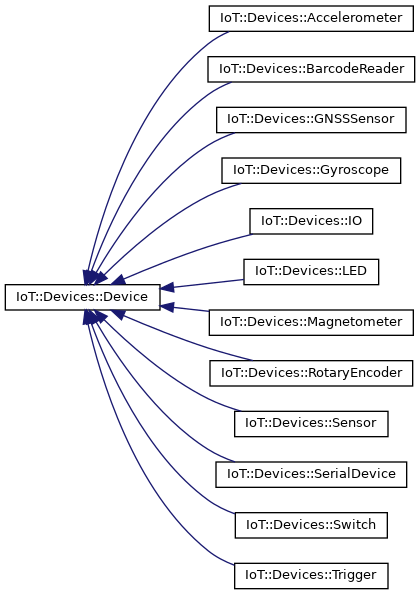 IoT::Devices::Accelerometer
IoT::Devices::BarcodeReader
IoT::Devices::GNSSSensor
IoT::Devices::Gyroscope
IoT::Devices::IO
IoT::Devices::LED
IoT::Devices::Device
IoT::Devices::Magnetometer
IoT::Devices::RotaryEncoder
IoT::Devices::Sensor
IoT::Devices::SerialDevice
IoT::Devices::Switch
IoT::Devices::Trigger